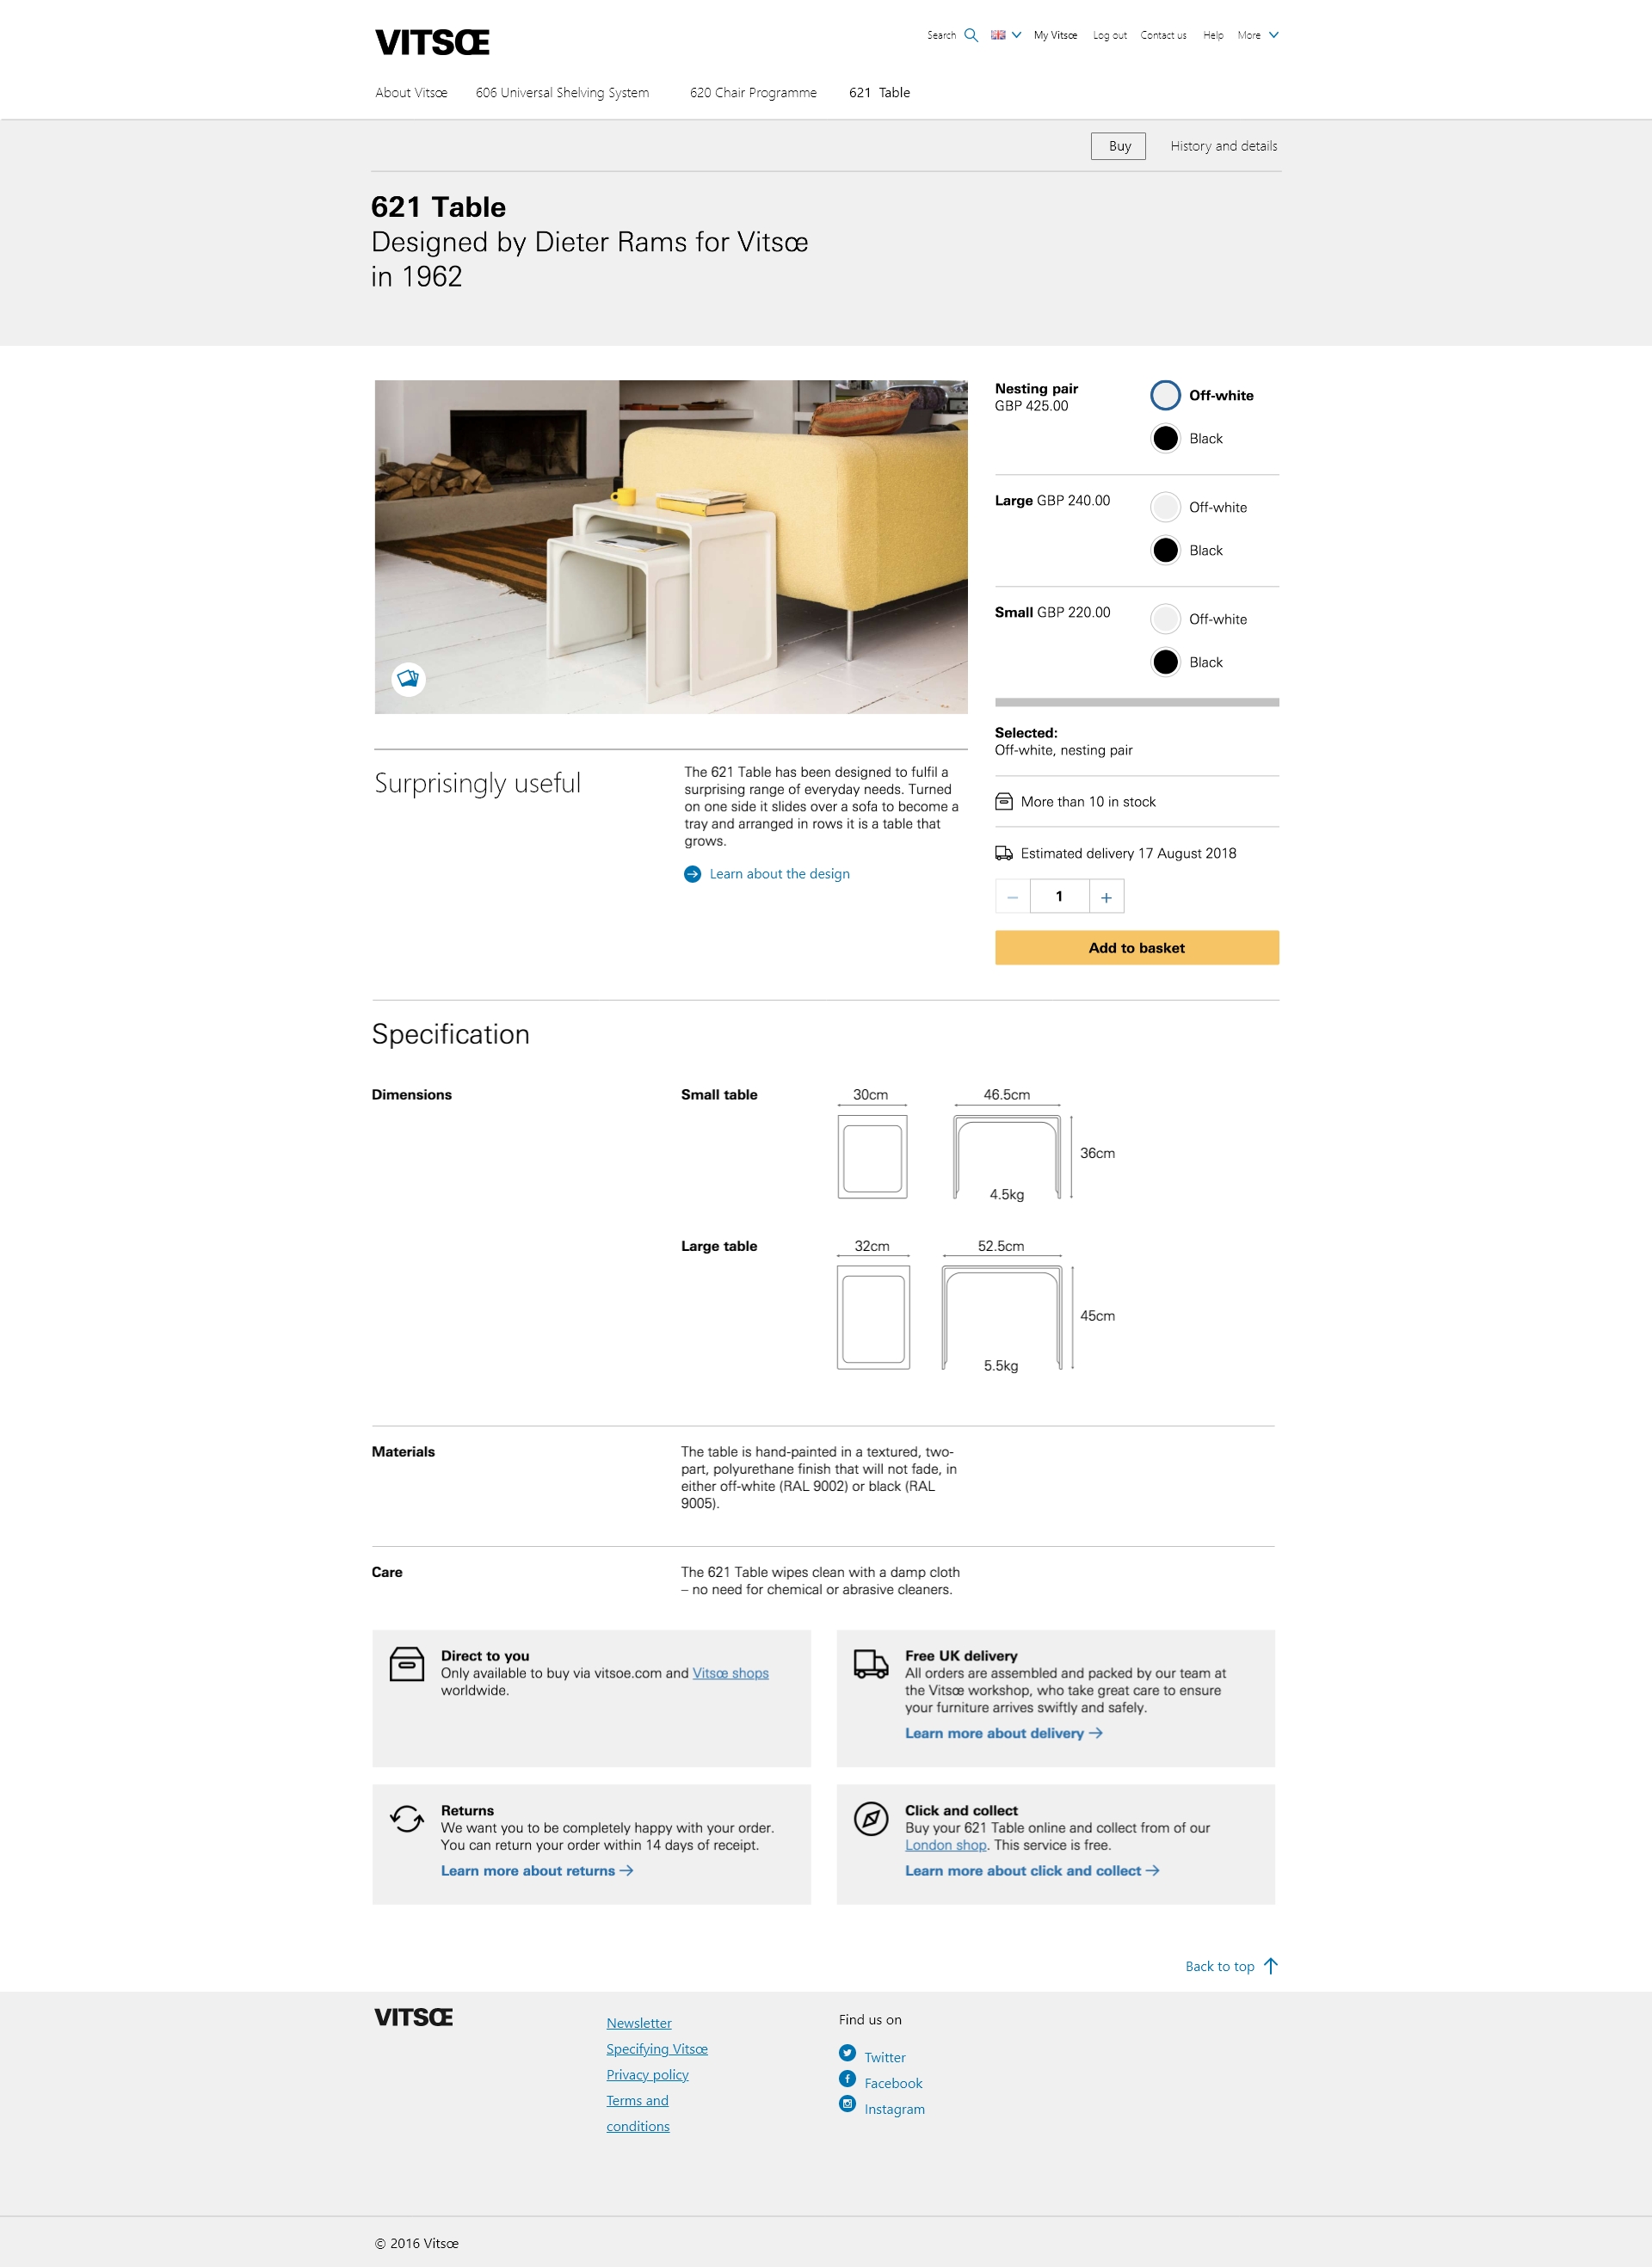 VITSŒ
Search
My Vitsœ
Log out
Contact us
Help
More
About Vitsœ
606 Universal Shelving System
620 Chair Programme
621 Table
Buy
History and details
621 Table
Designed by Dieter Rams for Vitsœ
in 1962
Nesting pair
GBP 425.00
Off-white
Black
Large GBP 240.00
Off-white
Black
Small GBP 220.00
Off-white
Black
Selected:
Off-white, nesting pair
More than 10 in stock
Estimated delivery 17 August 2018
− 1 +
Add to basket
Surprisingly useful
The 621 Table has been designed to fulfil a
surprising range of everyday needs. Turned
on one side it slides over a sofa to become a
tray and arranged in rows it is a table that
grows.
Learn about the design
Specification
Dimensions
Small table
30cm
46.5cm
36cm
4.5kg
Large table
32cm
52.5cm
45cm
5.5kg
Materials
The table is hand-painted in a textured, two-
part, polyurethane finish that will not fade, in
either off-white (RAL 9002) or black (RAL
9005).
Care
The 621 Table wipes clean with a damp cloth
– no need for chemical or abrasive cleaners.
Direct to you
Only available to buy via vitsoe.com and Vitsœ shops
worldwide.
Free UK delivery
All orders are assembled and packed by our team at
the Vitsœ workshop, who take great care to ensure
your furniture arrives swiftly and safely.
Learn more about delivery →
Returns
We want you to be completely happy with your order.
You can return your order within 14 days of receipt.
Learn more about returns →
Click and collect
Buy your 621 Table online and collect from of our
London shop. This service is free.
Learn more about click and collect →
Back to top ↑
VITSŒ
Newsletter
Specifying Vitsœ
Privacy policy
Terms and
conditions
Find us on
Twitter
Facebook
Instagram
© 2016 Vitsœ